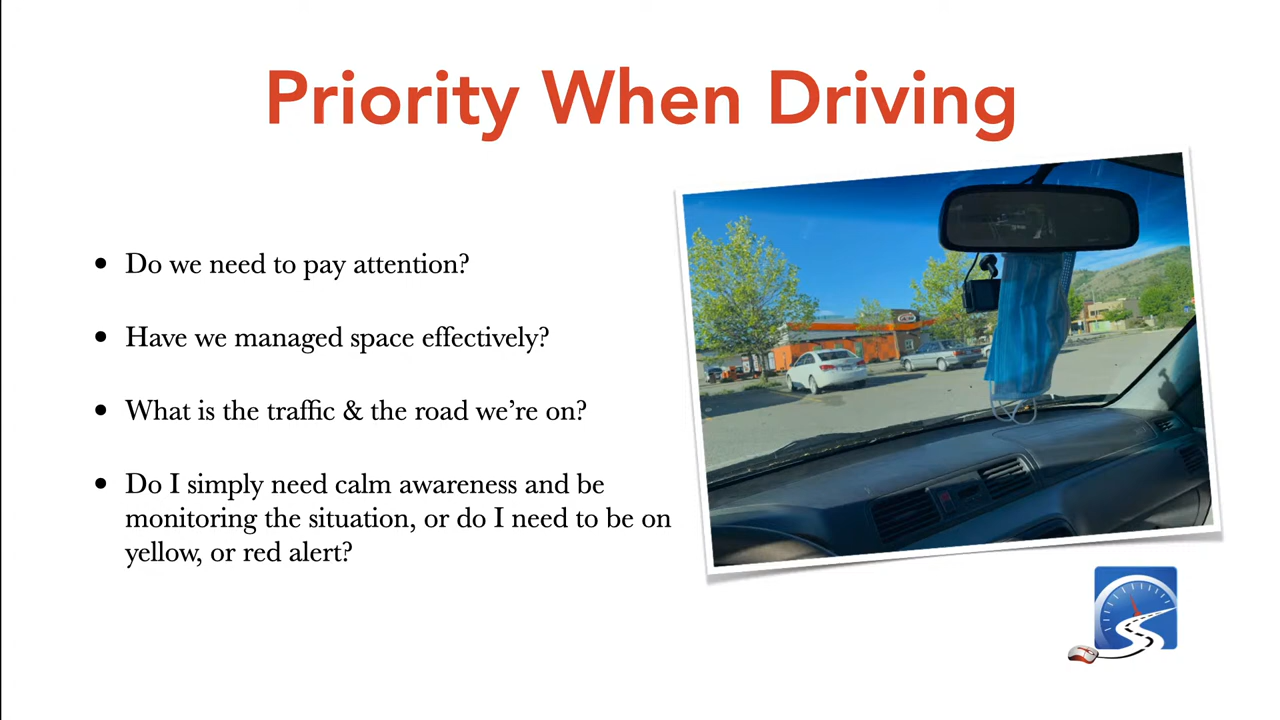 Priority When Driving
• Do we need to pay attention?
• Have we managed space effectively?
• What is the traffic & the road we're on?
• Do I simply need calm awareness and be
monitoring the situation, or do I need to be on
yellow, or red alert?